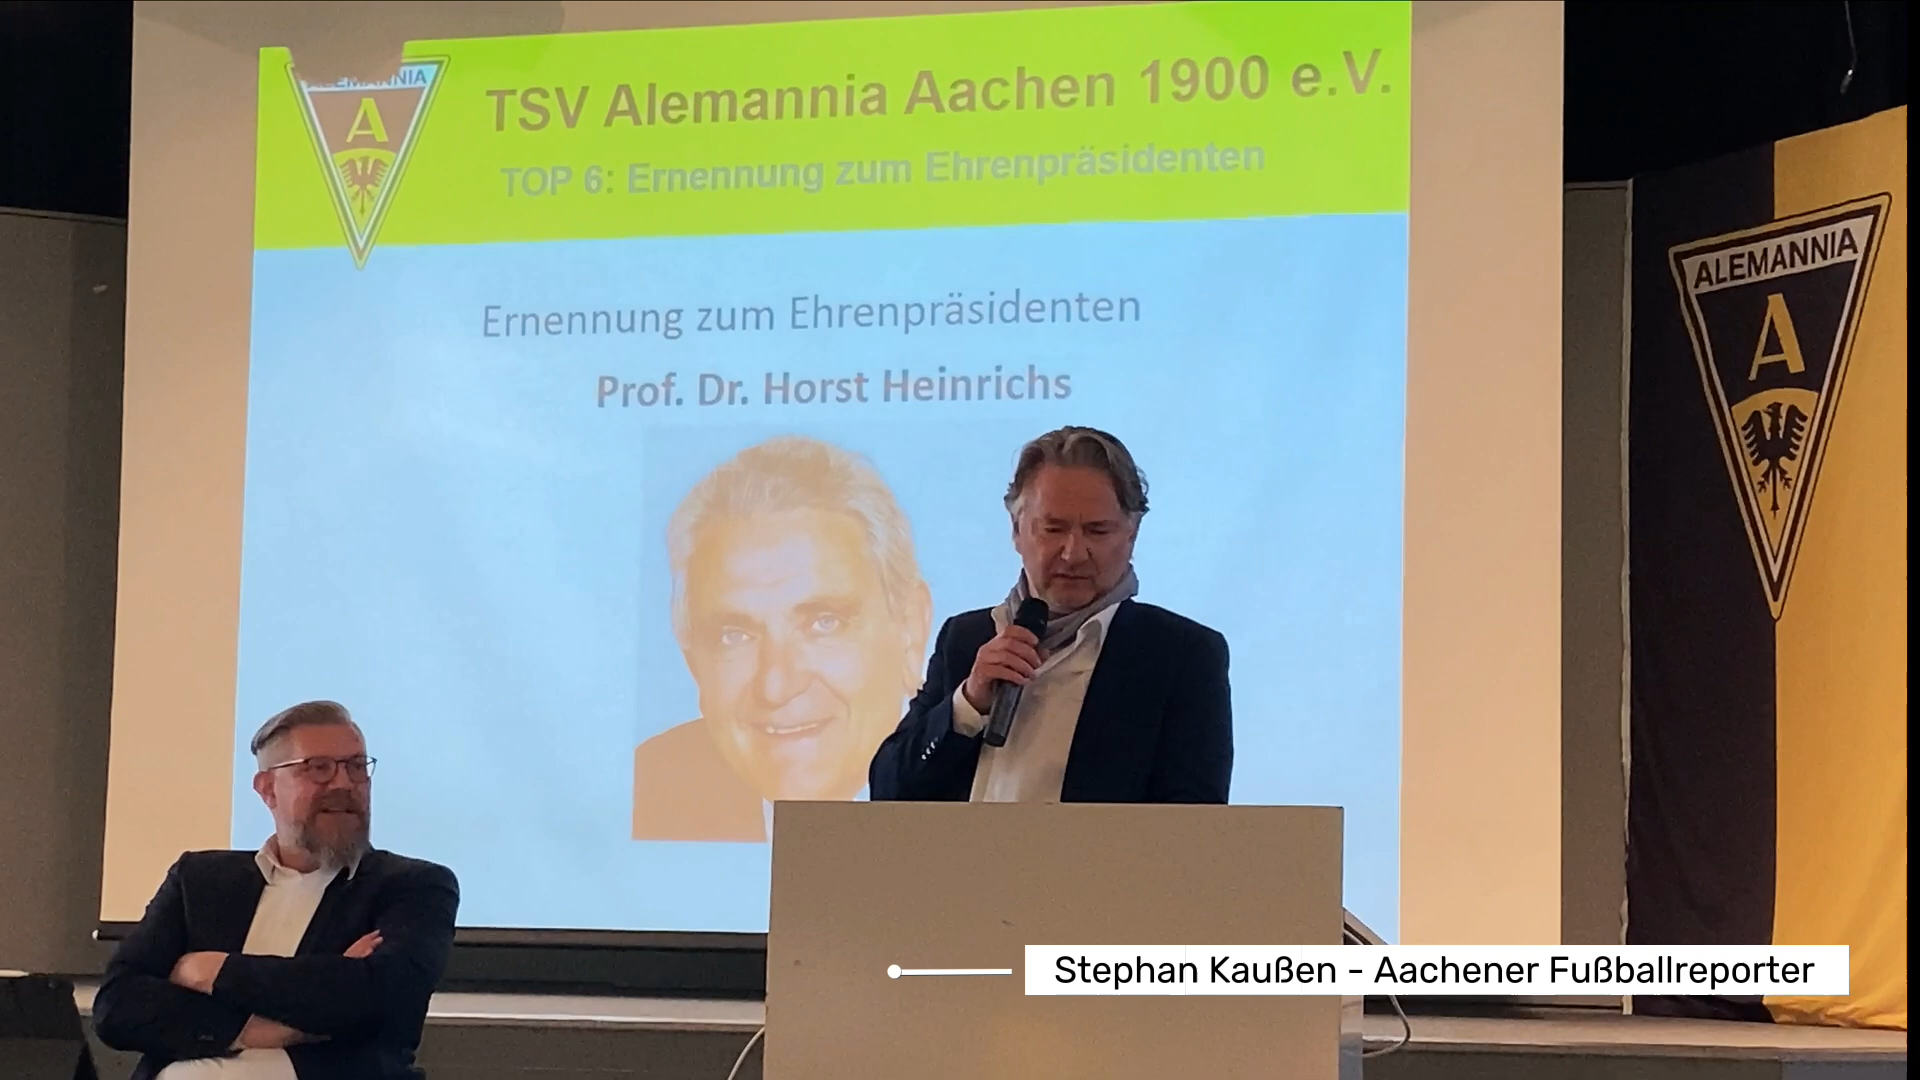 ALEMANNIA
A
TSV Alemannia Aachen 1900 e.V.
TOP 6: Ernennung zum Ehrenpräsidenten
Ernennung zum Ehrenpräsidenten
Prof. Dr. Horst Heinrichs
ALEMANNIA
A
Stephan Kaußen - Aachener Fußballreporter